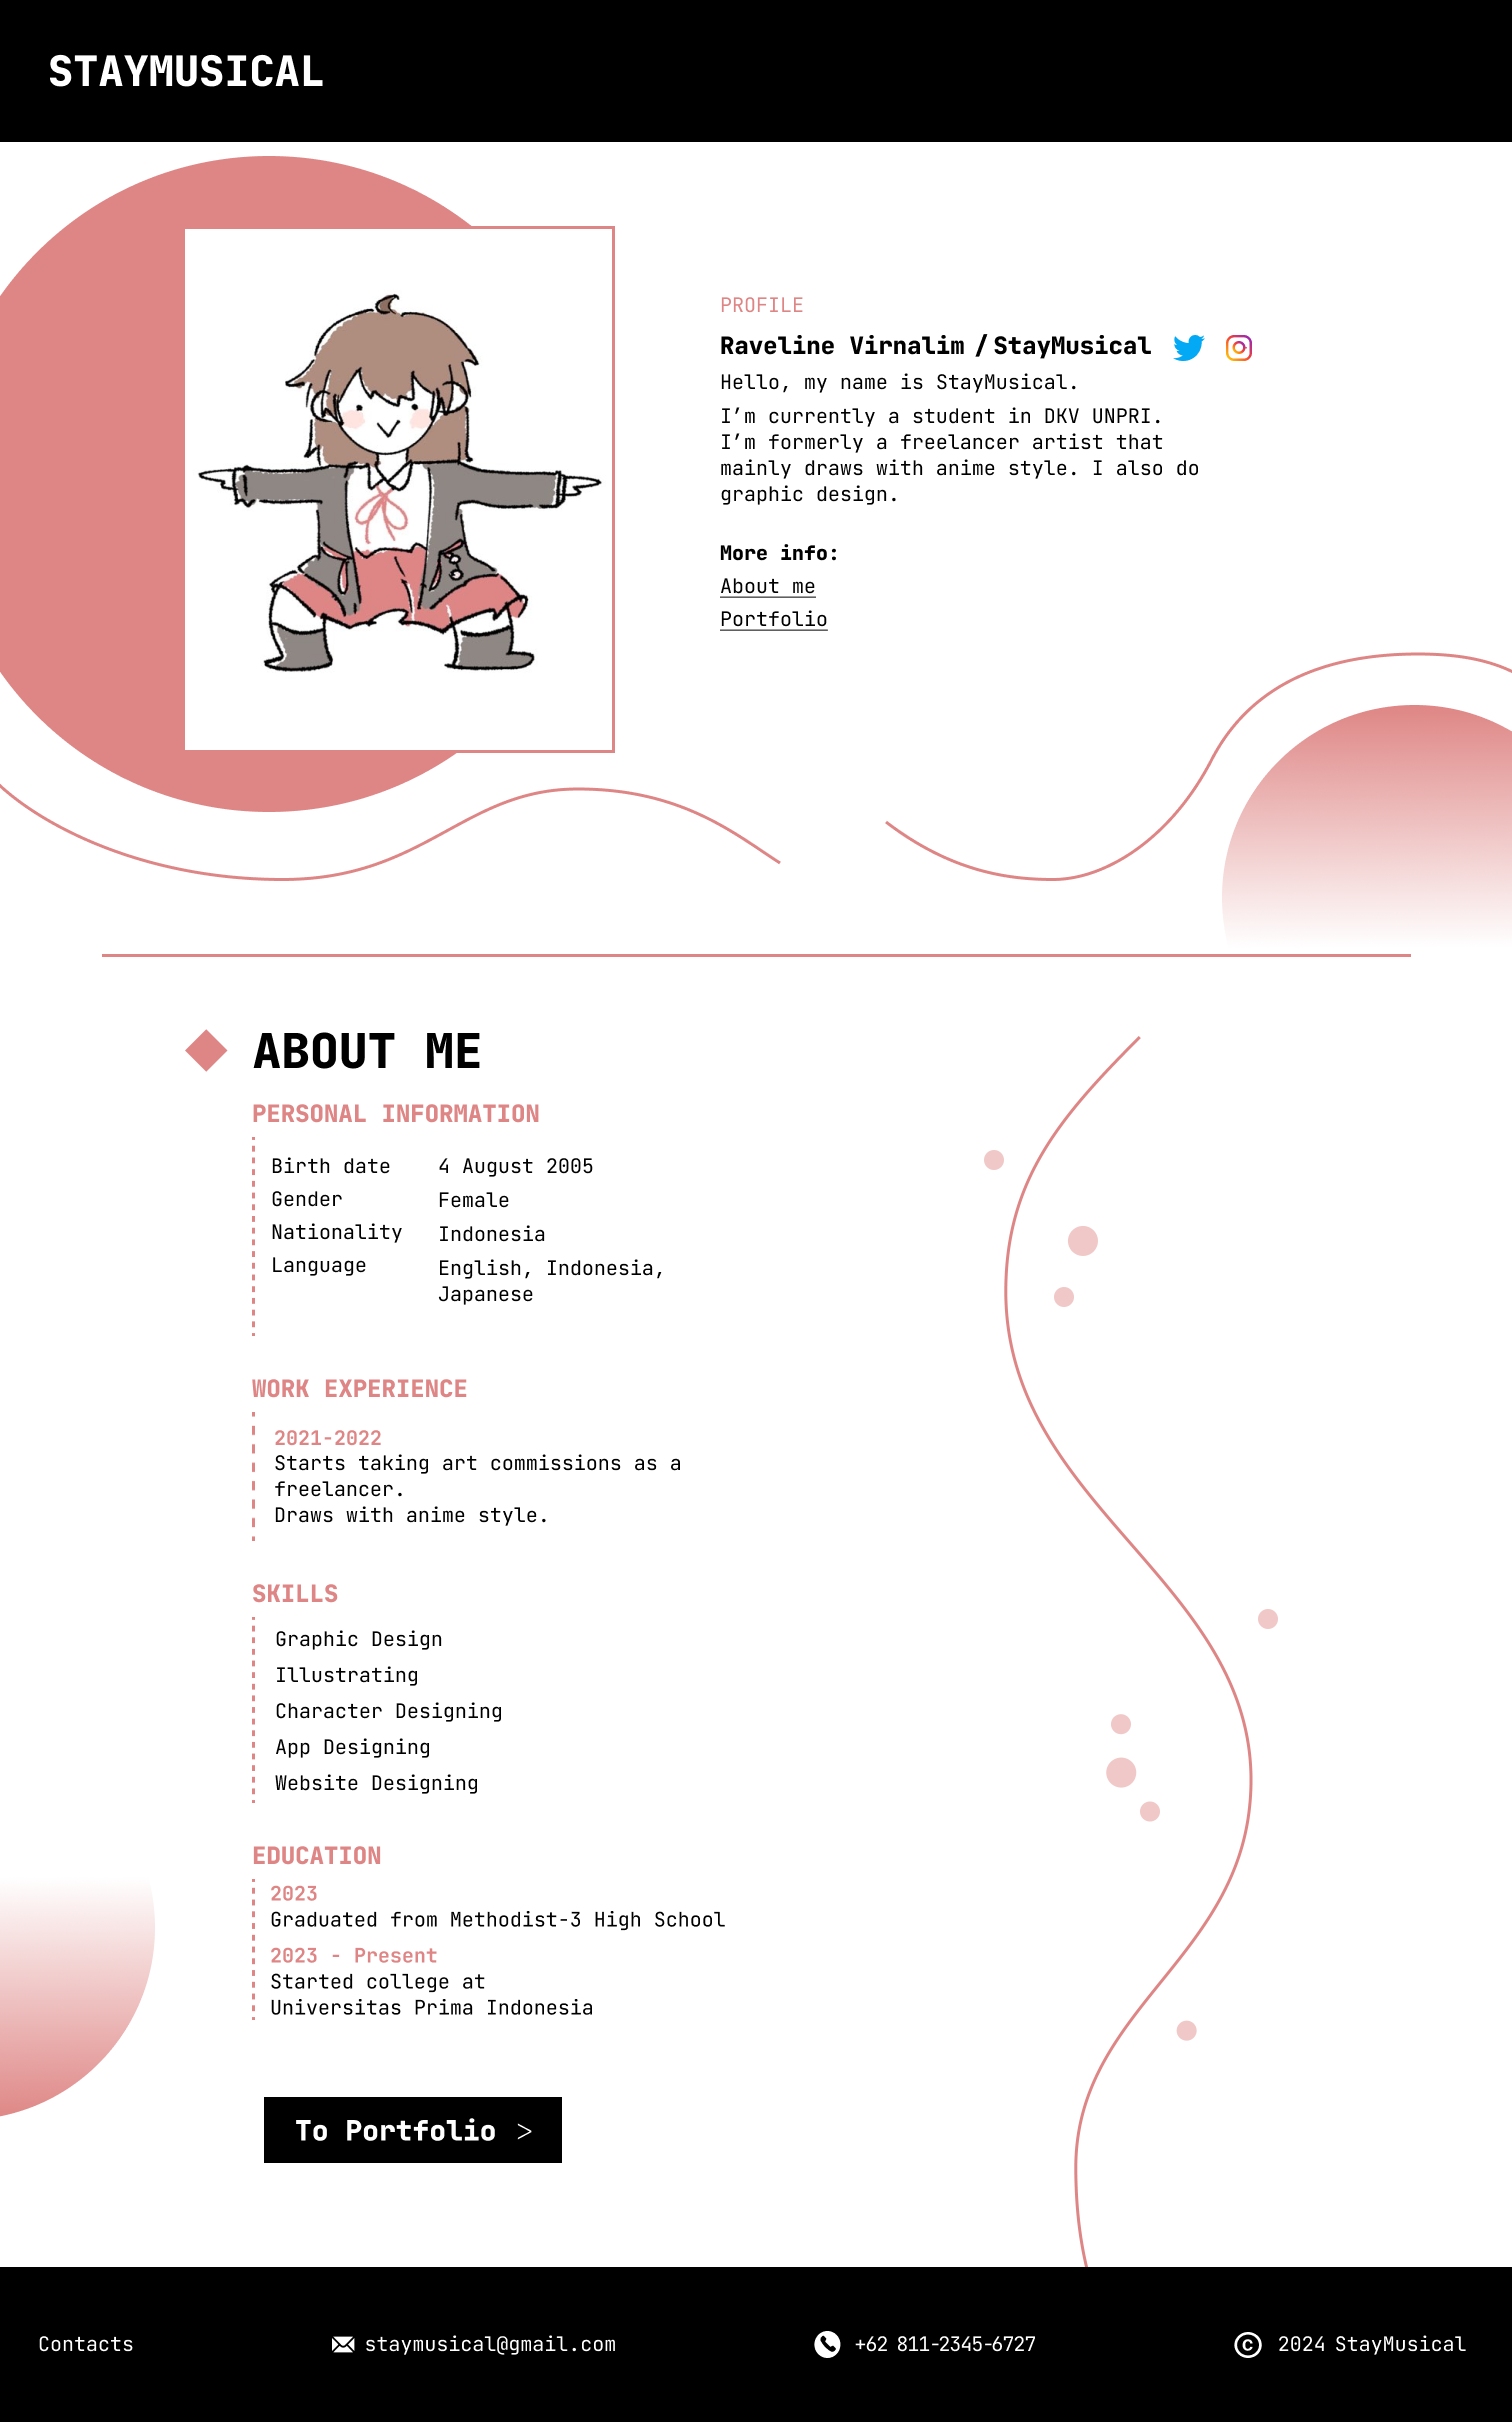 STAYMUSICAL
PROFILE
Raveline Virnalim / StayMusical
Hello, my name is StayMusical.
I’m currently a student in DKV UNPRI.
I’m formerly a freelancer artist that
mainly draws with anime style. I also do
graphic design.
More info:
About me
Portfolio
ABOUT ME
PERSONAL INFORMATION
Birth date 4 August 2005
Gender Female
Nationality Indonesia
Language English, Indonesia,
Japanese
WORK EXPERIENCE
2021-2022
Starts taking art commissions as a
freelancer.
Draws with anime style.
SKILLS
Graphic Design
Illustrating
Character Designing
App Designing
Website Designing
EDUCATION
2023
Graduated from Methodist-3 High School
2023 - Present
Started college at
Universitas Prima Indonesia
To Portfolio >
Contacts staymusical@gmail.com +62 811-2345-6727 © 2024 StayMusical